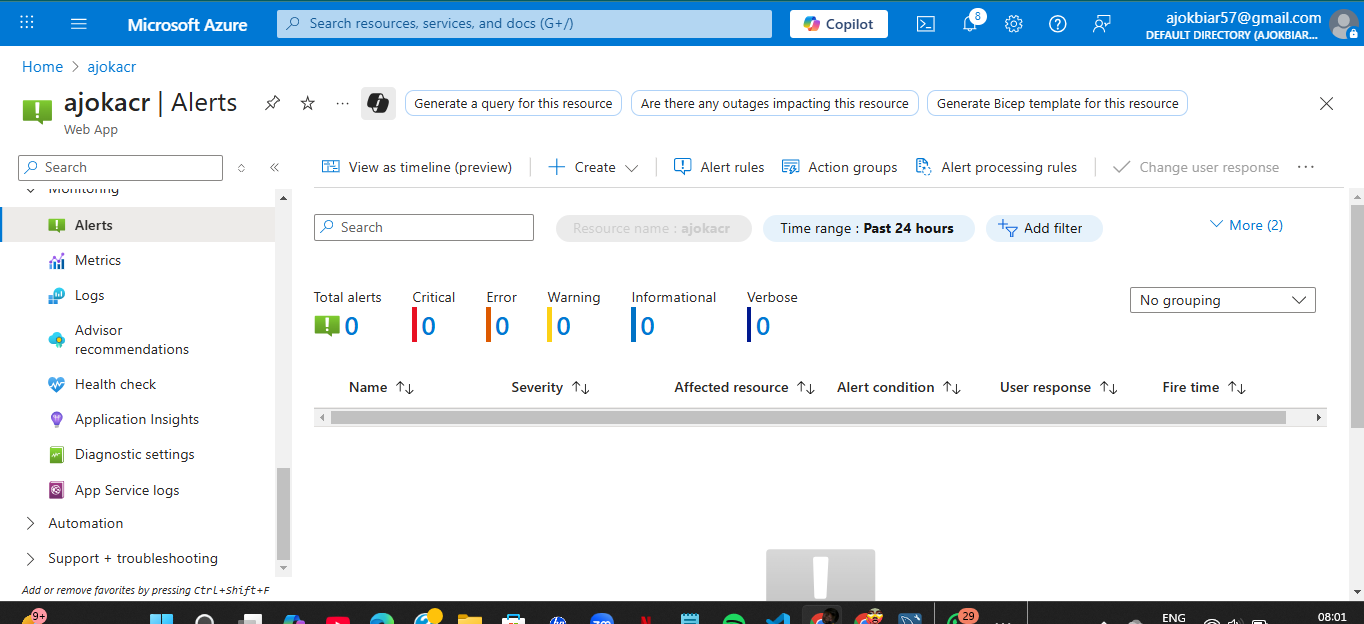 Microsoft Azure
Search resources, services, and docs (G+/)
Copilot
8
ajokbiar57@gmail.com
DEFAULT DIRECTORY (AJOKBIAR...
Home > ajokacr
ajokacr | Alerts
Web App
Generate a query for this resource
Are there any outages impacting this resource
Generate Bicep template for this resource
Search
View as timeline (preview)
Create
Alert rules
Action groups
Alert processing rules
Change user response
Monitoring
Alerts
Metrics
Logs
Advisor
recommendations
Health check
Application Insights
Diagnostic settings
App Service logs
Automation
Support + troubleshooting
Add or remove favorites by pressing Ctrl+Shift+F
Search
Resource name : ajokacr
Time range : Past 24 hours
Add filter
More (2)
Total alerts Critical Error Warning Informational Verbose
0 0 0 0 0 0
No grouping
Name Severity Affected resource Alert condition User response Fire time
9+
29
ENG
08:01